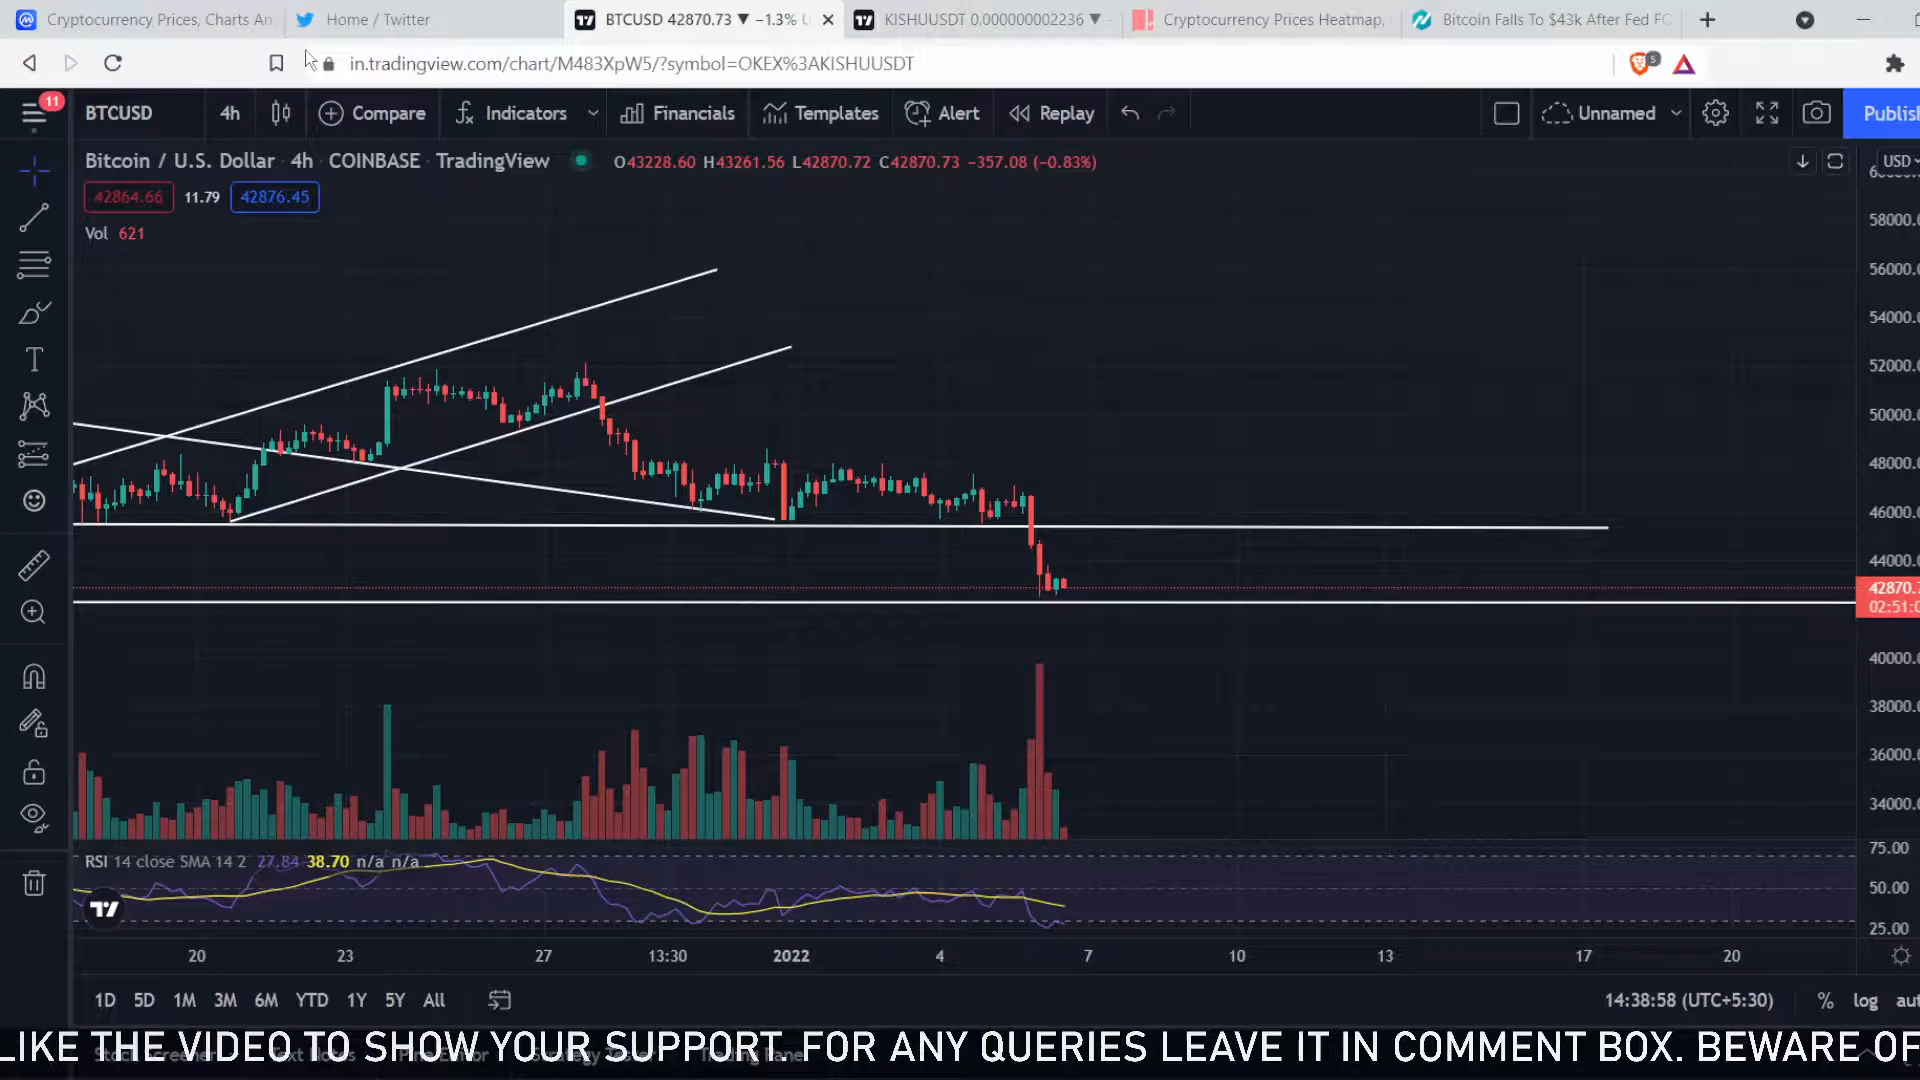 Cryptocurrency Prices, Charts An
Home / Twitter
BTCUSD 42870.73 ▼ −1.3% U
KISHUUSDT 0.000000002236 ▼
Cryptocurrency Prices Heatmap,
Bitcoin Falls To $43k After Fed FO
in.tradingview.com/chart/M483XpW5/?symbol=OKEX%3AKISHUUSDT
5
11
BTCUSD
4h
Compare
Indicators
Financials
Templates
Alert
Replay
Unnamed
Publish
Bitcoin / U.S. Dollar · 4h · COINBASE · TradingView
O43228.60 H43261.56 L42870.72 C42870.73 −357.08 (−0.83%)
USD
42864.66 11.79 42876.45
Vol 621
58000.
56000.
54000.
52000.
50000.
48000.
46000.
44000.
42870.7
02:51:0
40000.
38000.
36000.
34000.
RSI 14 close SMA 14 2 27.84 38.70 n/a n/a
75.00
50.00
25.00
20 23 27 13:30 2022 4 7 10 13 17 20
1D 5D 1M 3M 6M YTD 1Y 5Y All
14:38:58 (UTC+5:30) % log aut
LIKE THE VIDEO TO SHOW YOUR SUPPORT. FOR ANY QUERIES LEAVE IT IN COMMENT BOX. BEWARE OF